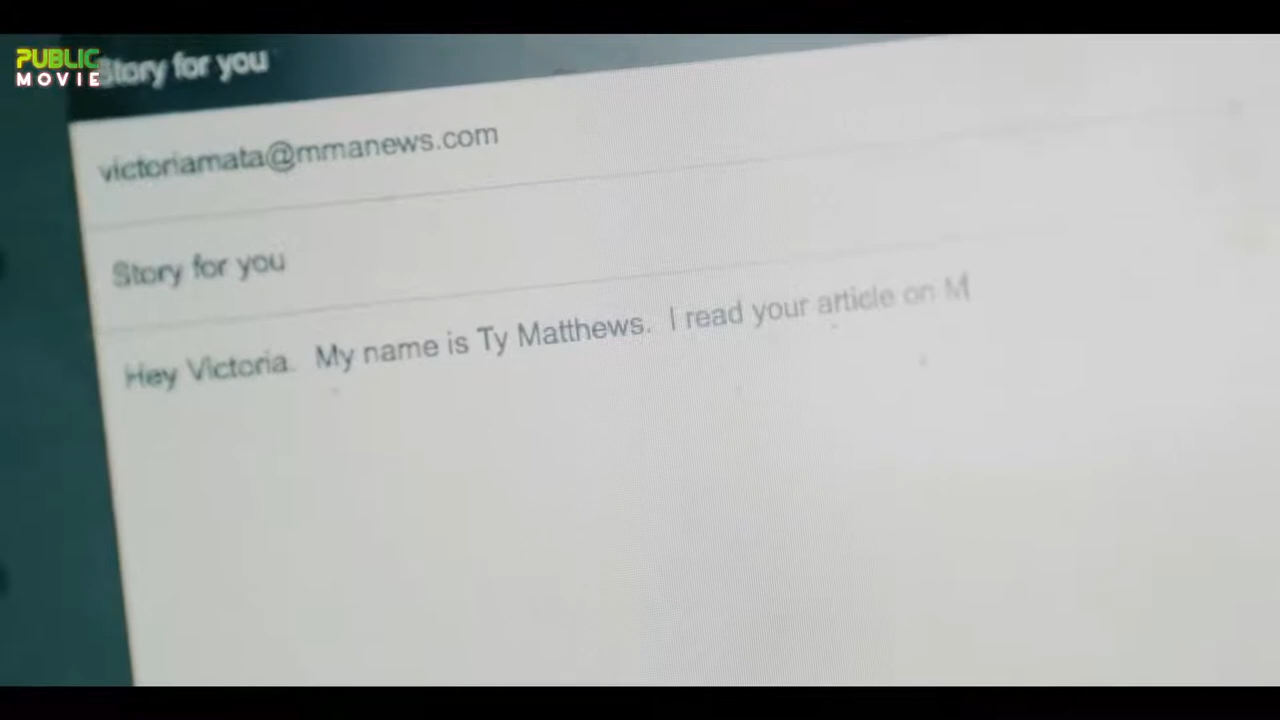 PUBLIC
MOVIE
Story for you
victoriamata@mmanews.com
Story for you
Hey Victoria. My name is Ty Matthews. I read your article on M